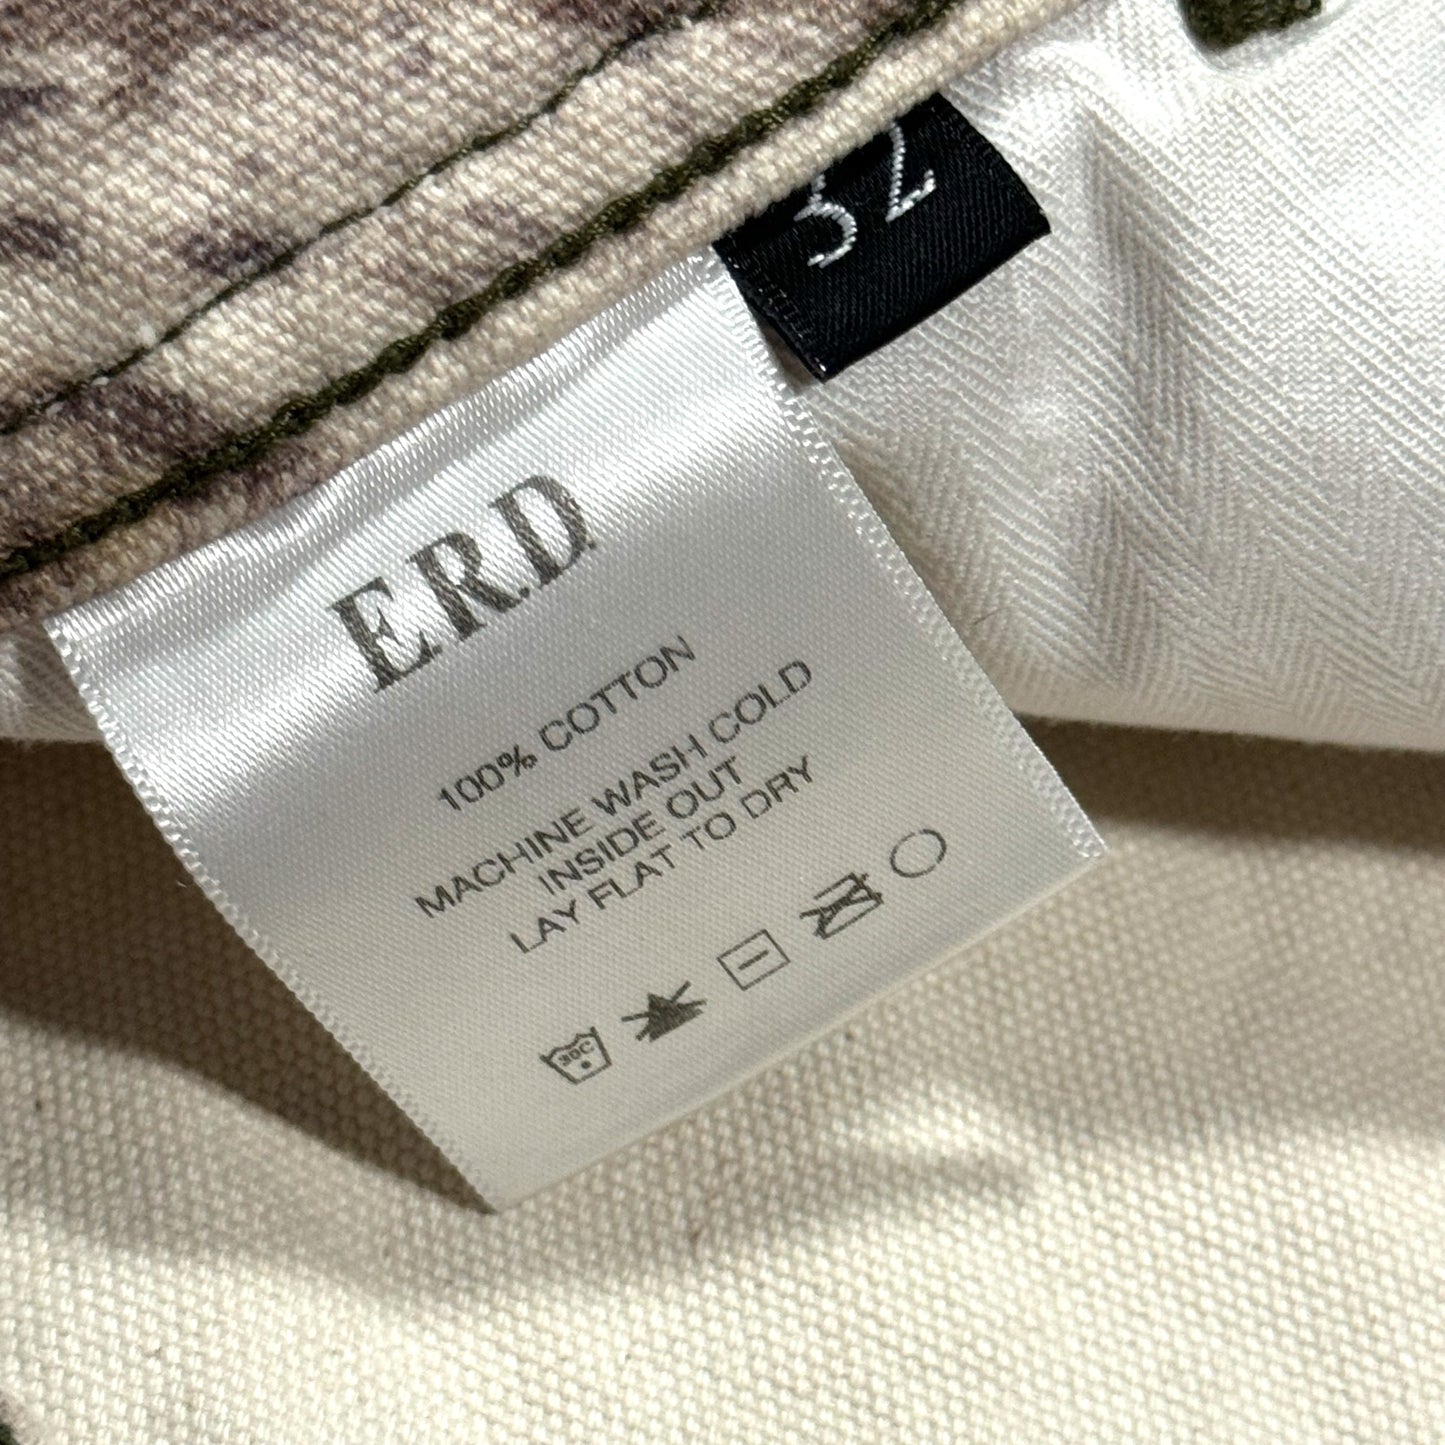 32
E.R.D.
100% COTTON
MACHINE WASH COLD
INSIDE OUT
LAY FLAT TO DRY
30C